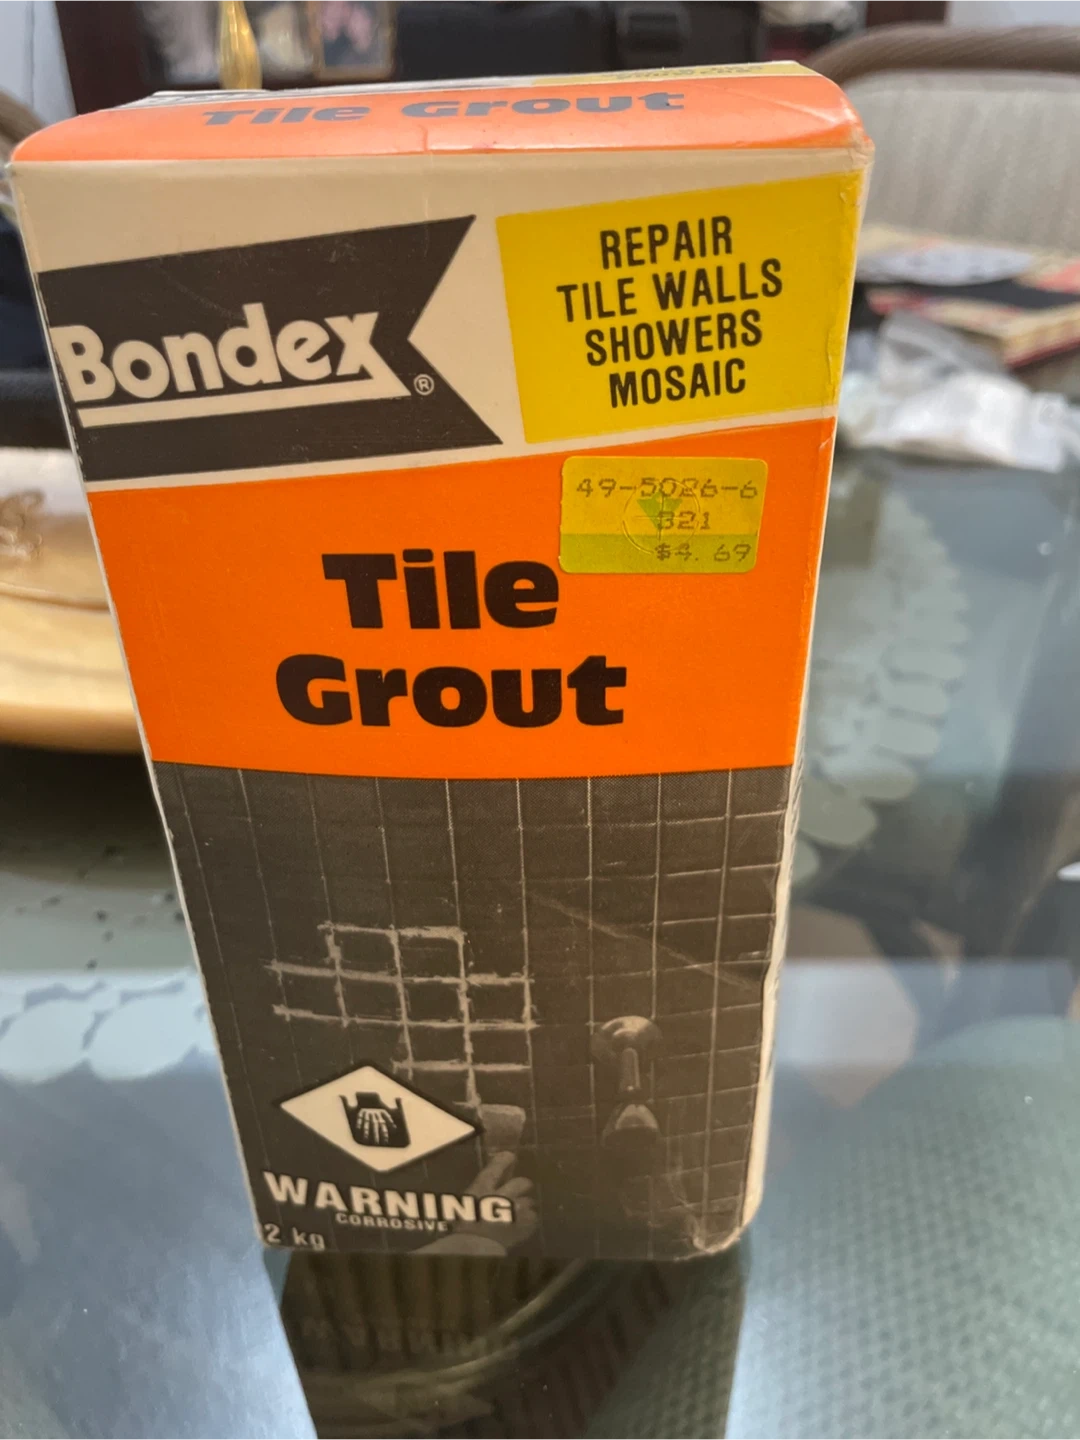 Tile Grout
Bondex®
REPAIR
TILE WALLS
SHOWERS
MOSAIC
49-5026-6
321
$4.69
Tile
Grout
WARNING
CORROSIVE
2 kg